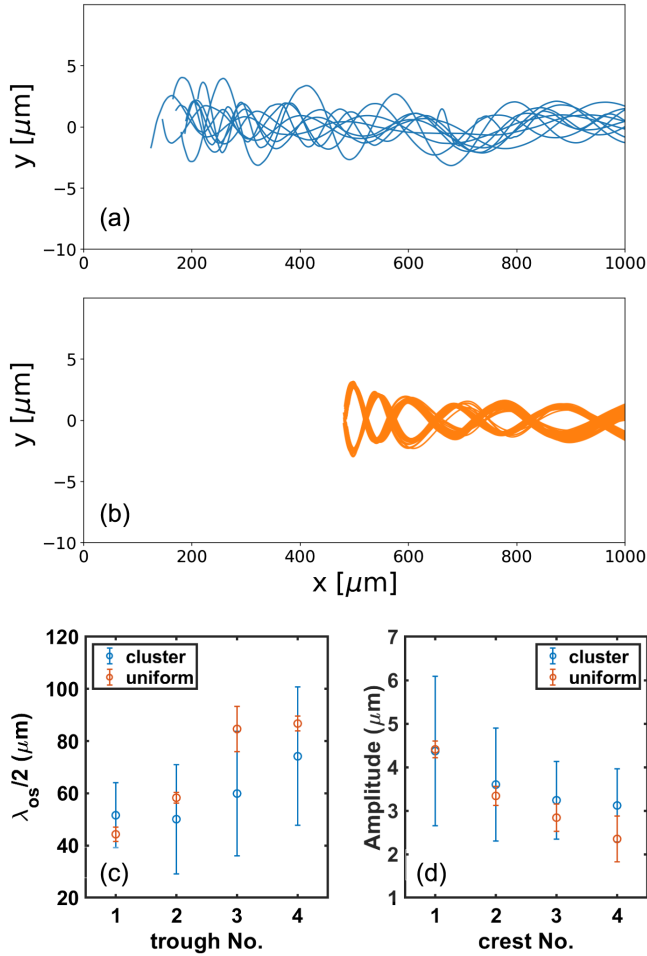 y [μm]
5
0
−5
−10
(a)
0 200 400 600 800 1000
y [μm]
5
0
−5
−10
(b)
0 200 400 600 800 1000
x [μm]
λos/2 (μm)
120
100
80
60
40
20
cluster
uniform
(c)
1 2 3 4
trough No.
Amplitude (μm)
7
6
5
4
3
2
1
cluster
uniform
(d)
1 2 3 4
crest No.